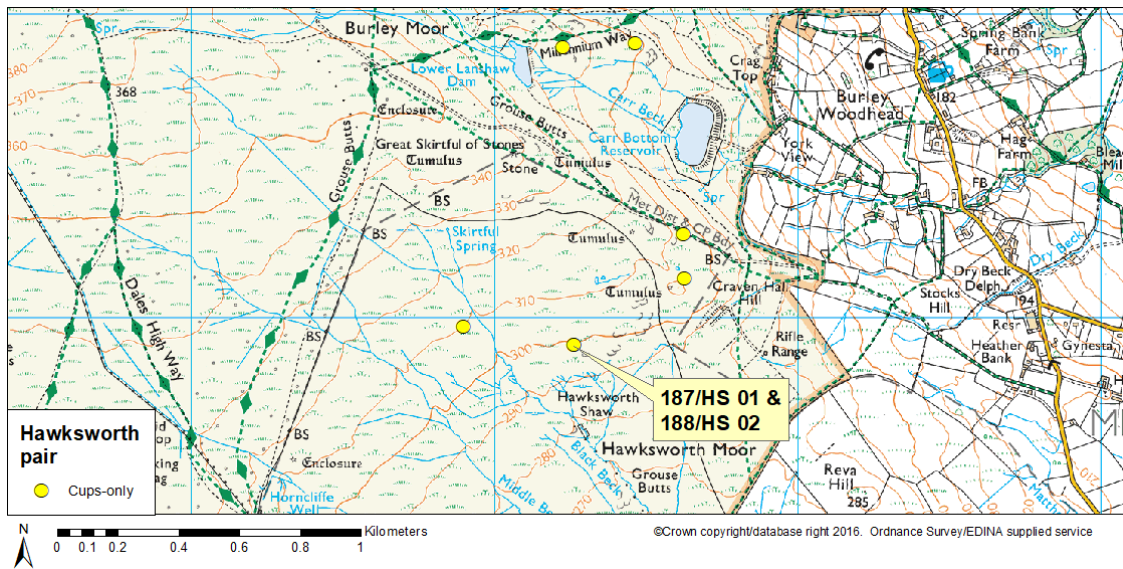 Spr
Burley Moor
Millennium Way
Spring Bank
Farm
Spr
380
Lower Lanshaw
Dam
Crag
Top
370
368
Carr Beck
182
Burley
Woodhead
Enclosure
Grouse Butts
Hag
Farm
360
Great Skirtful of Stones
Tumulus
Carr Bottom
Reservoir
York
View
Stone
Tumulus
Grouse Butts
340
FB
BS
330
Spr
Met Dist & CP Bdy
BS
Skirtful
Spring
320
Tumulus
BS
Dry Beck
Dry Beck
Delph
Dales High Way
310
Tumulus
Craven Hall
Hill
Stocks
Hill
194
BS
300
Rifle
Range
Resr
Heather
Bank
Gynesta
187/HS 01 &
188/HS 02
Hawksworth
Shaw
290
Hawksworth
pair
Cups-only
BS
Hawksworth Moor
280
Enclosure
Black Beck
Grouse
Butts
Reva
Hill
285
Horncliffe
Well
Middle
270
N
Kilometers
0 0.1 0.2 0.4 0.6 0.8 1
©Crown copyright/database right 2016. Ordnance Survey/EDINA supplied service